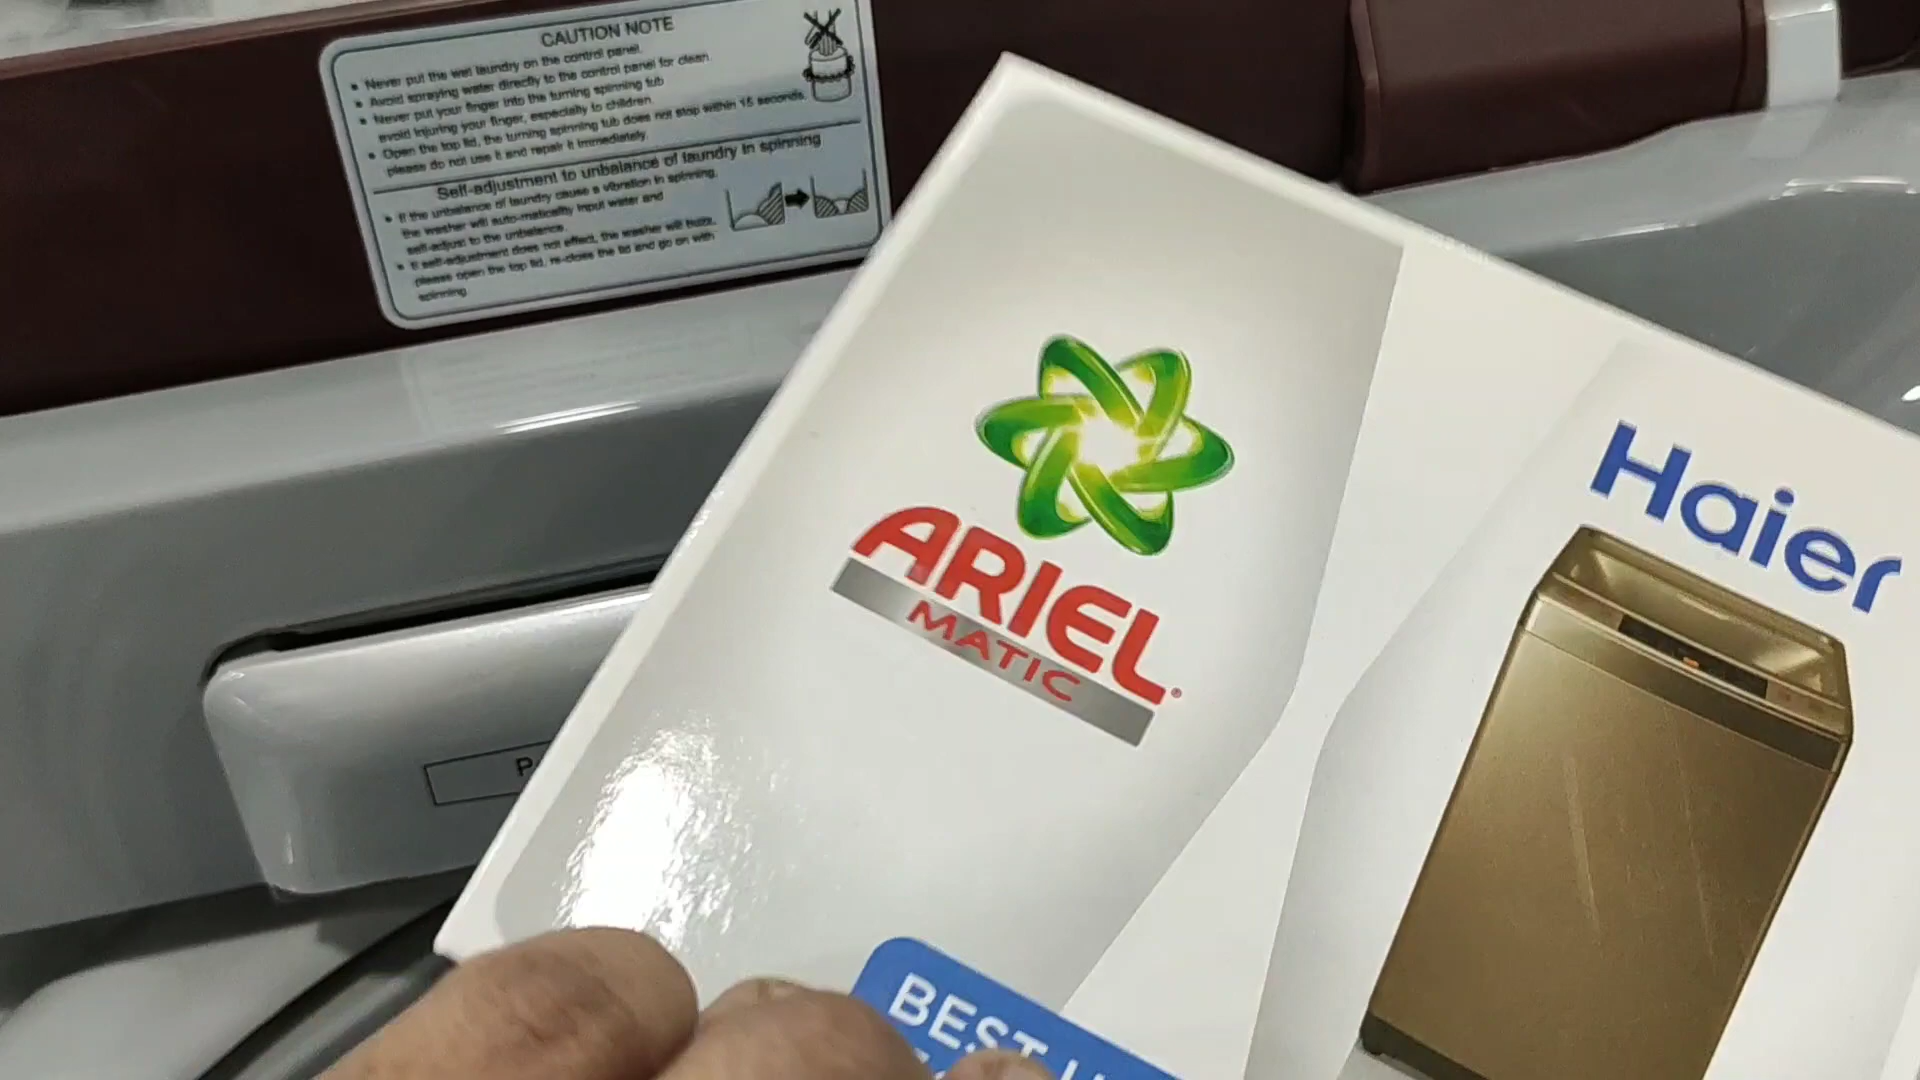 CAUTION NOTE
• Never put the wet laundry on the control panel.
• Avoid spraying water directly to the control panel for clean.
• Never put your finger into the turning spinning tub
avoid injuring your finger, especially to children.
• Open the top lid, the turning spinning tub does not stop within 15 seconds.
please do not use it and repair it immediately.
Self-adjustment to unbalance of laundry in spinning
• If the unbalance of laundry cause a vibration in spinning,
the washer will auto-matically input water and
self-adjust to the unbalance.
• If self-adjustment does not effect, the washer will buzz,
please open the top lid, re-close the lid and go on with
spinning.
ARIEL
MATIC
Haier
BEST